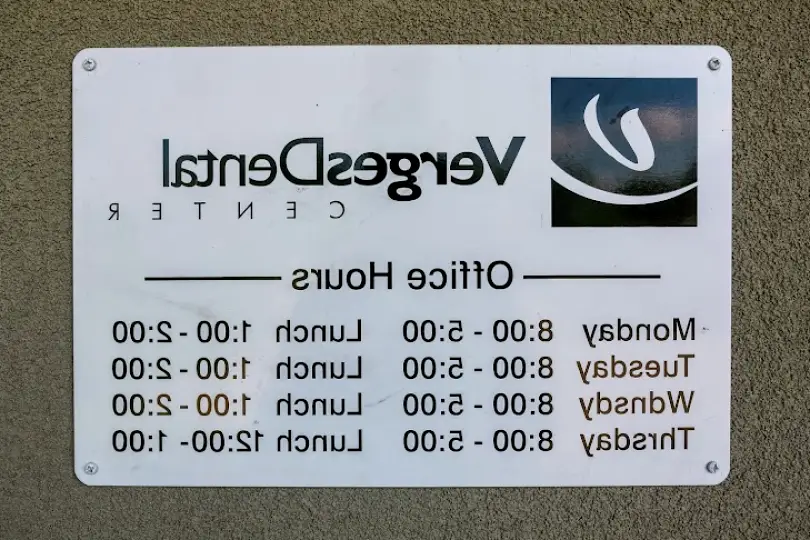 VergesDental
CENTER
Office Hours
Monday 8:00 - 5:00 Lunch 1:00 - 2:00
Tuesday 8:00 - 5:00 Lunch 1:00 - 2:00
Wdnsdy 8:00 - 5:00 Lunch 1:00 - 2:00
Thrsday 8:00 - 5:00 Lunch 12:00- 1:00